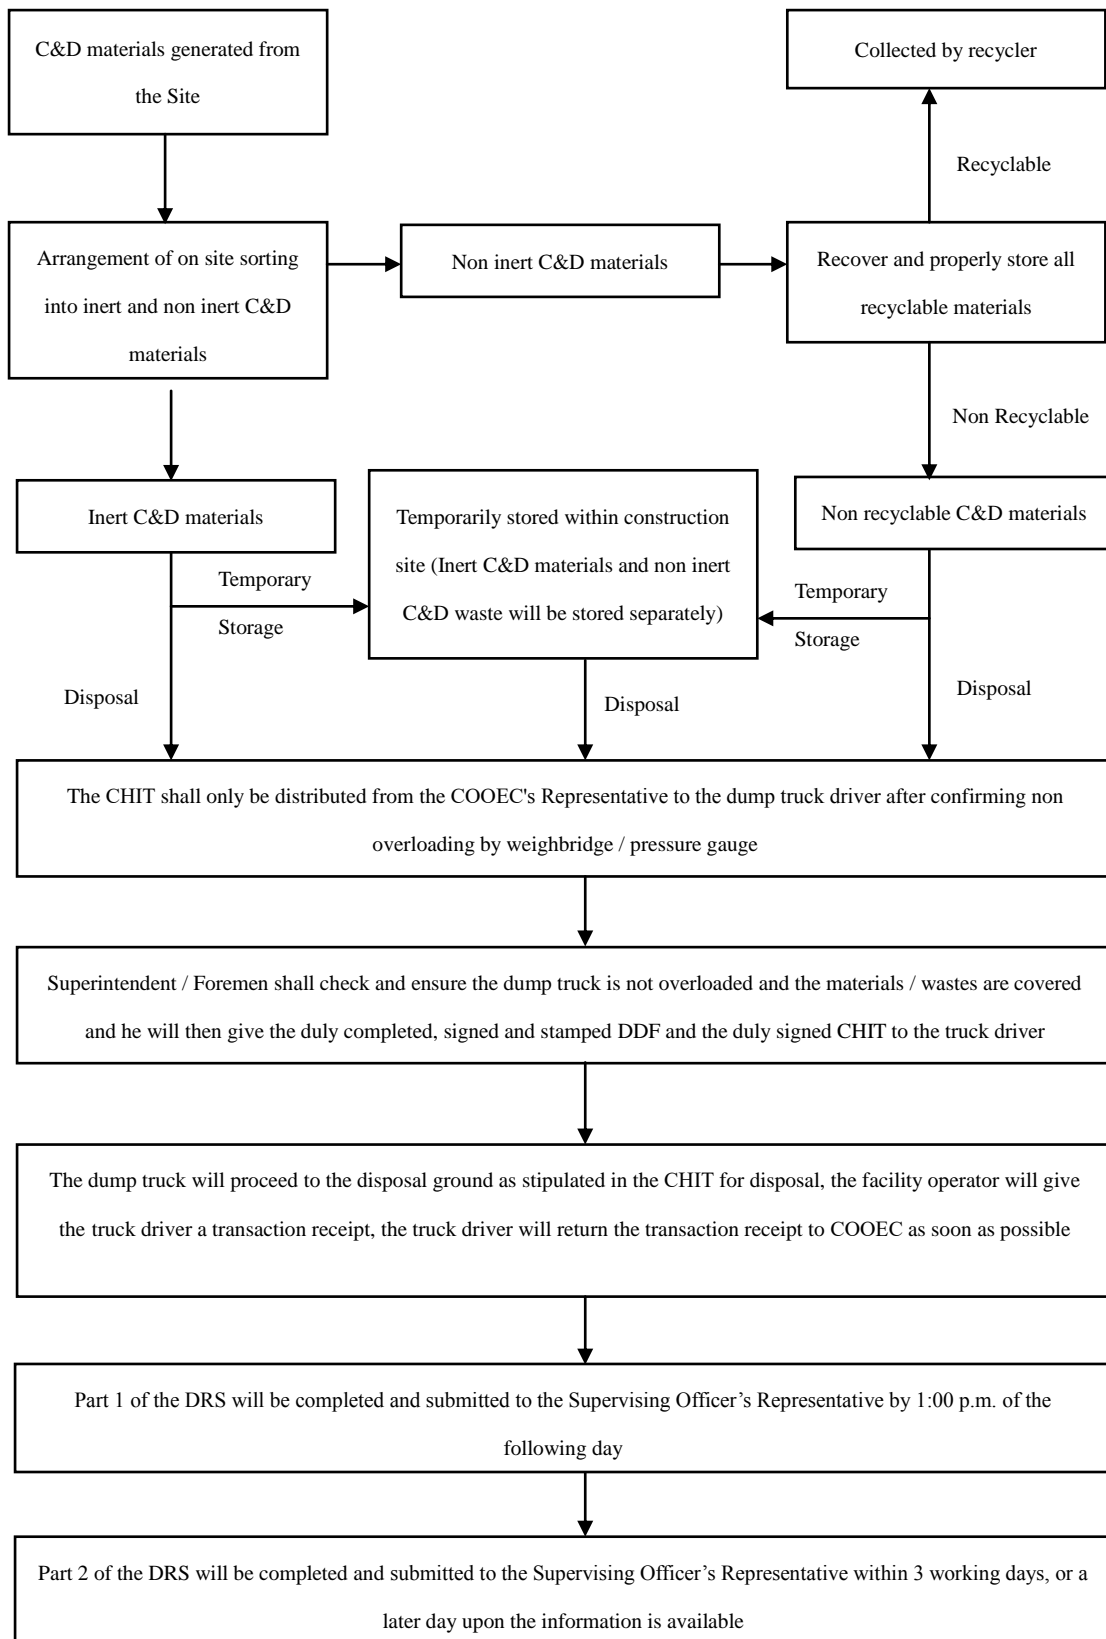 C&D materials generated from
the Site
Collected by recycler
Recyclable
Arrangement of on site sorting
into inert and non inert C&D
materials
Non inert C&D materials
Recover and properly store all
recyclable materials
Non Recyclable
Inert C&D materials
Temporarily stored within construction
site (Inert C&D materials and non inert
C&D waste will be stored separately)
Non recyclable C&D materials
Temporary
Storage
Temporary
Storage
Disposal
Disposal
Disposal
The CHIT shall only be distributed from the COOEC's Representative to the dump truck driver after confirming non
overloading by weighbridge / pressure gauge
Superintendent / Foremen shall check and ensure the dump truck is not overloaded and the materials / wastes are covered
and he will then give the duly completed, signed and stamped DDF and the duly signed CHIT to the truck driver
The dump truck will proceed to the disposal ground as stipulated in the CHIT for disposal, the facility operator will give
the truck driver a transaction receipt, the truck driver will return the transaction receipt to COOEC as soon as possible
Part 1 of the DRS will be completed and submitted to the Supervising Officer’s Representative by 1:00 p.m. of the
following day
Part 2 of the DRS will be completed and submitted to the Supervising Officer’s Representative within 3 working days, or a
later day upon the information is available